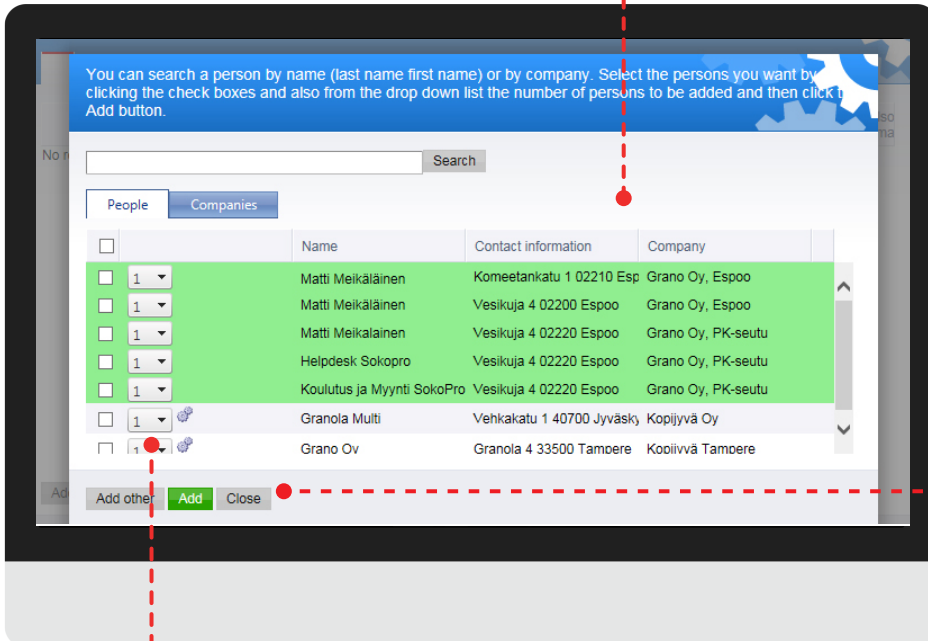 You can search a person by name (last name first name) or by company. Select the persons you want by
clicking the check boxes and also from the drop down list the number of persons to be added and then click t
Add button.
so
ma
No r
Search
People Companies
Name Contact information Company
1 Matti Meikäläinen Komeetankatu 1 02210 Esp Grano Oy, Espoo
1 Matti Meikäläinen Vesikuja 4 02200 Espoo Grano Oy, Espoo
1 Matti Meikalainen Vesikuja 4 02220 Espoo Grano Oy, PK-seutu
1 Helpdesk Sokopro Vesikuja 4 02220 Espoo Grano Oy, PK-seutu
1 Koulutus ja Myynti SokoPro Vesikuja 4 02220 Espoo Grano Oy, PK-seutu
1 Granola Multi Vehkakatu 1 40700 Jyväsky Kopijyvä Oy
1 Grano Oy Granola 4 33500 Tampere Kopijyvä Tampere
Ad
Add other Add Close